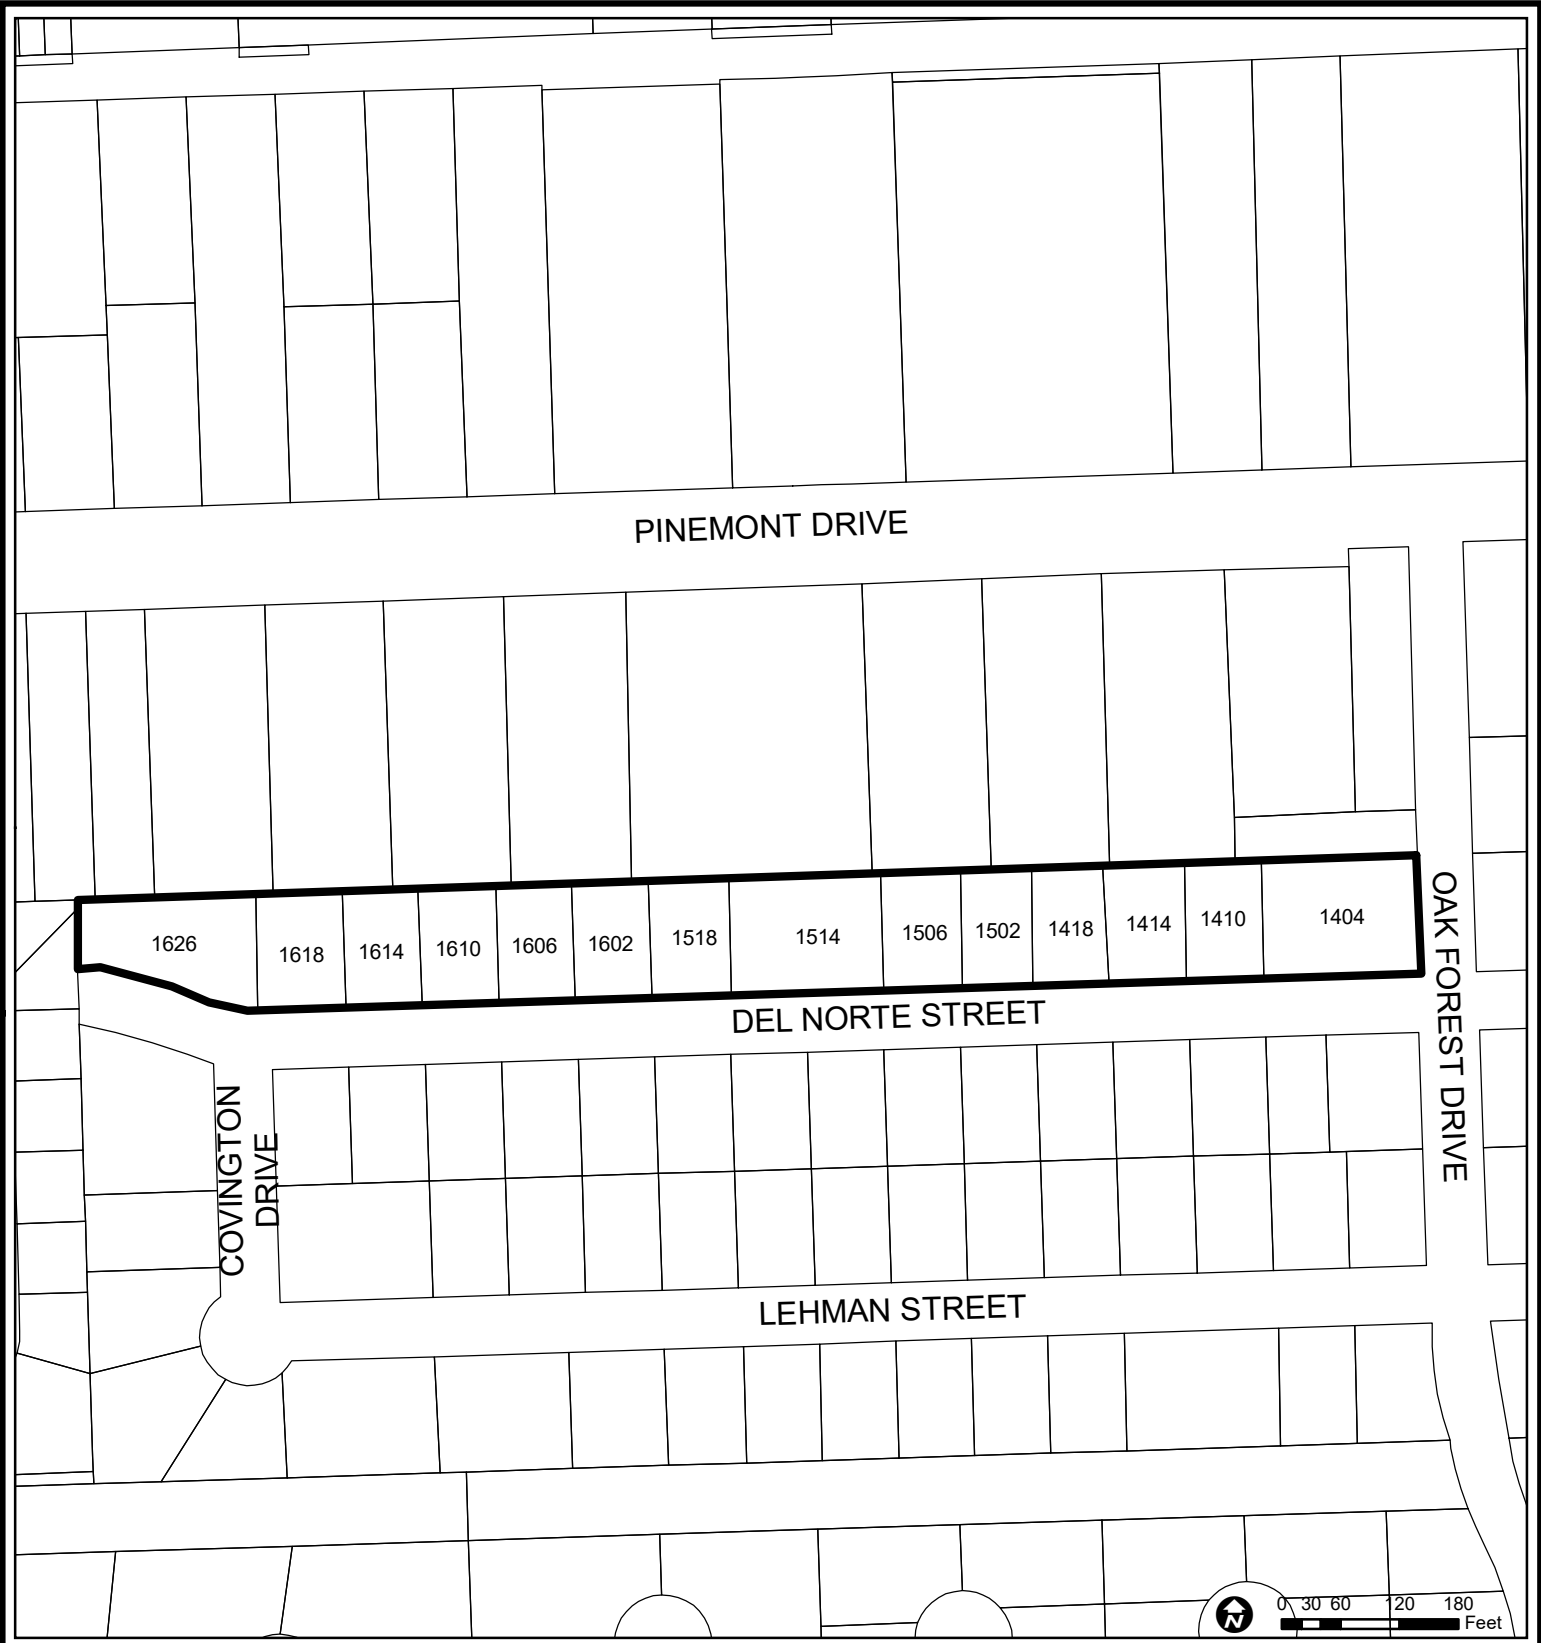 PINEMONT DRIVE
1626 1618 1614 1610 1606 1602 1518 1514 1506 1502 1418 1414 1410 1404
OAK FOREST DRIVE
DEL NORTE STREET
COVINGTON
DRIVE
LEHMAN STREET
N
0 30 60 120 180
Feet